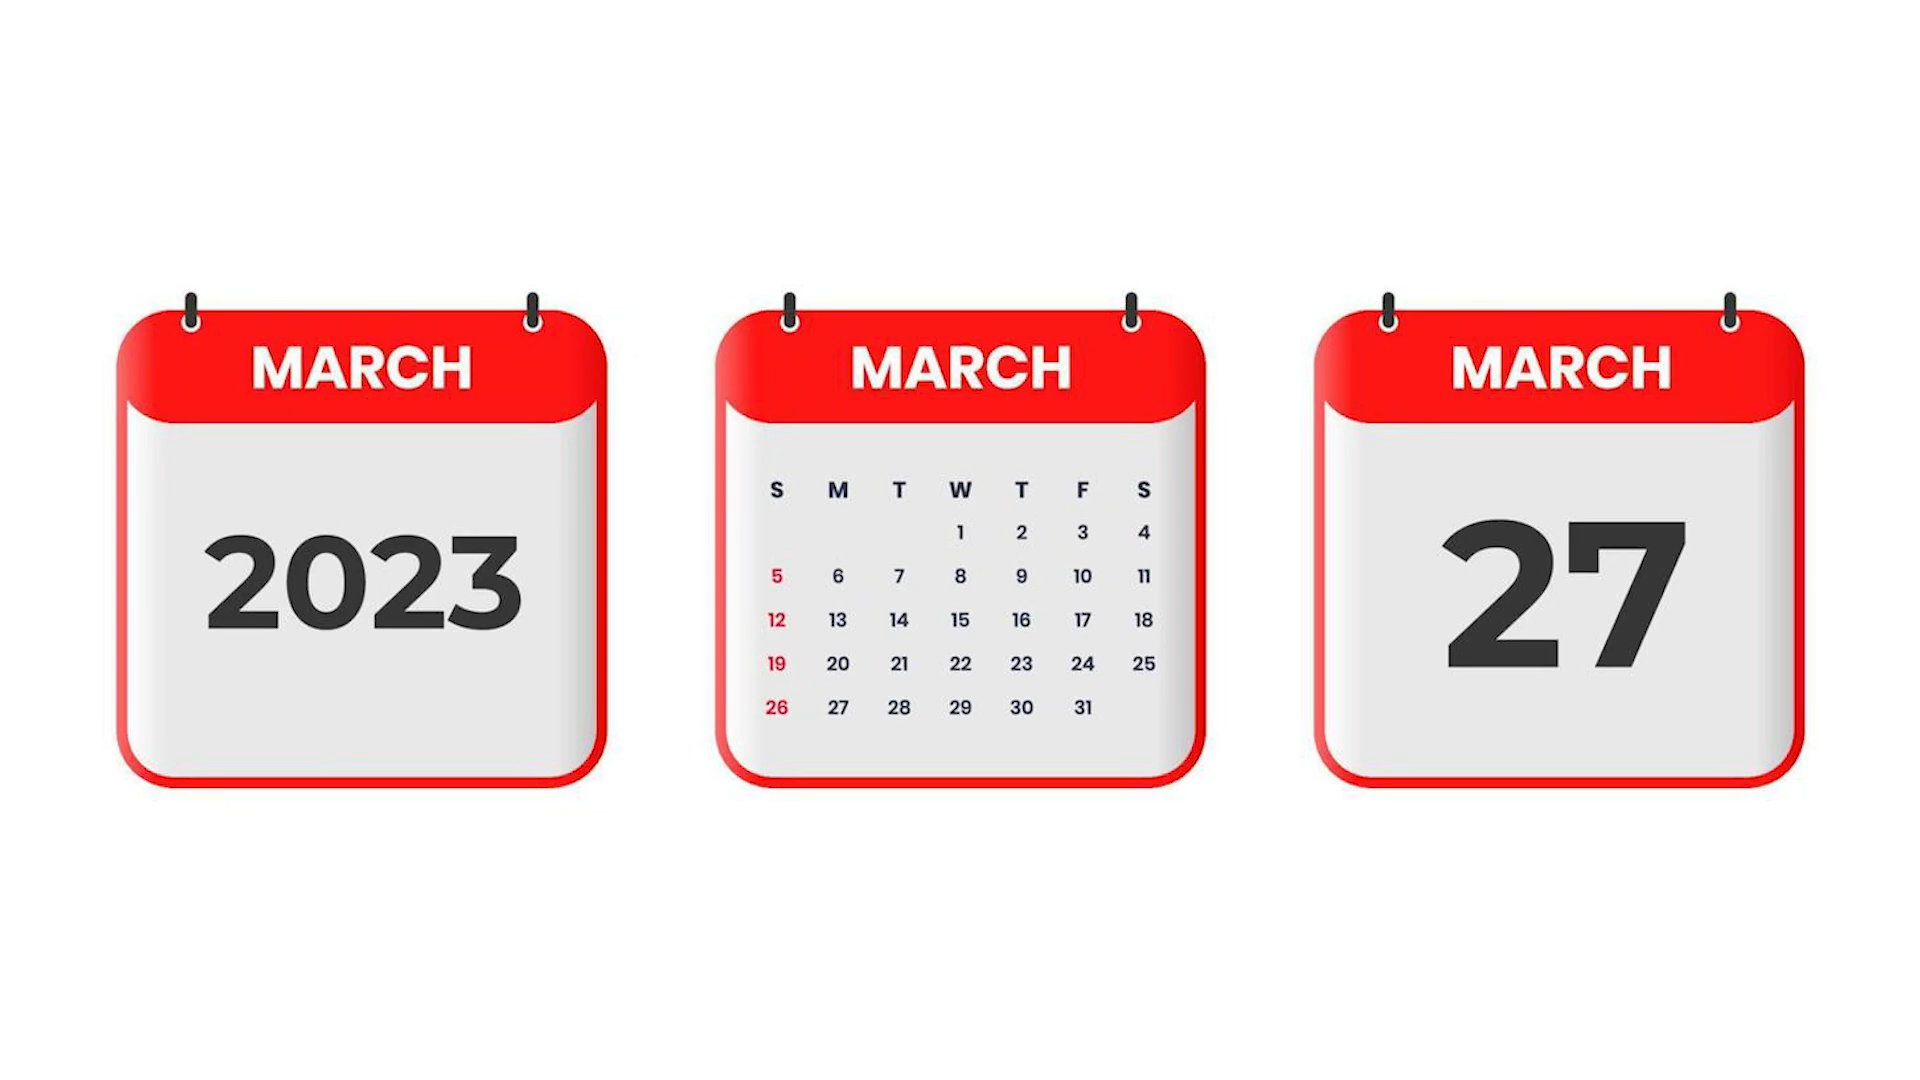 MARCH
2023
MARCH
S M T W T F S
1 2 3 4
5 6 7 8 9 10 11
12 13 14 15 16 17 18
19 20 21 22 23 24 25
26 27 28 29 30 31
MARCH
27